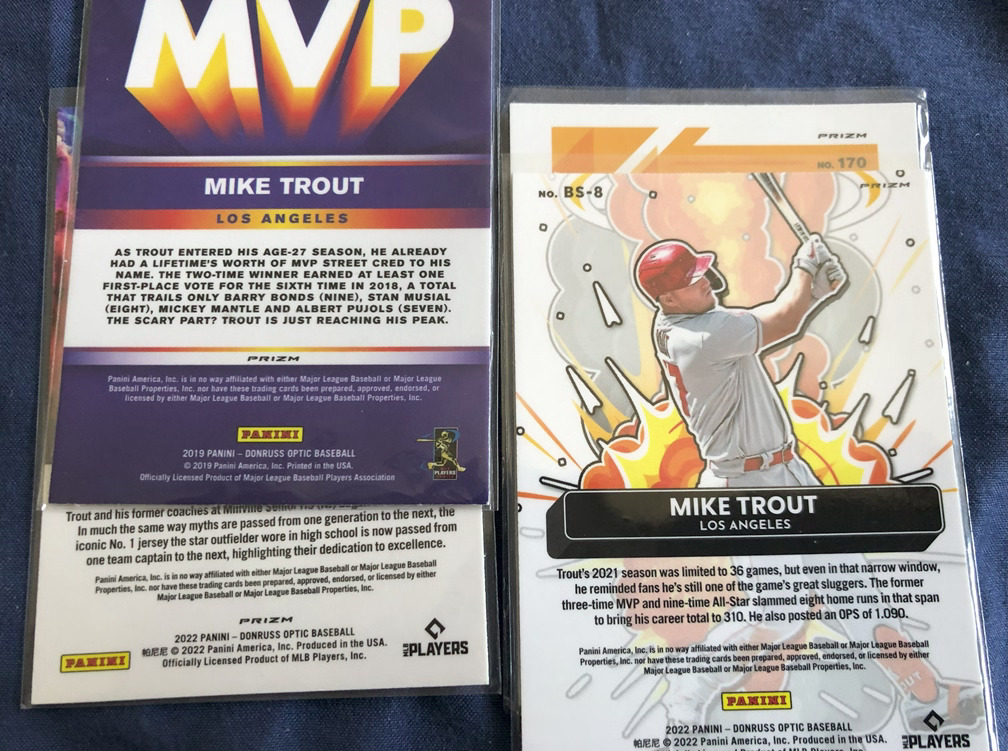 MVP
MIKE TROUT
LOS ANGELES
AS TROUT ENTERED HIS AGE-27 SEASON, HE ALREADY
HAD A LIFETIME'S WORTH OF MVP STREET CRED TO HIS
NAME. THE TWO-TIME WINNER EARNED AT LEAST ONE
FIRST-PLACE VOTE FOR THE SIXTH TIME IN 2018, A TOTAL
THAT TRAILS ONLY BARRY BONDS (NINE), STAN MUSIAL
(EIGHT), MICKEY MANTLE AND ALBERT PUJOLS (SEVEN).
THE SCARY PART? TROUT IS JUST REACHING HIS PEAK.
PRIZM
Panini America, Inc. is in no way affiliated with either Major League Baseball or Major League
Baseball Properties, Inc. nor have these trading cards been prepared, approved, endorsed, or
licensed by either Major League Baseball or Major League Baseball Properties, Inc.
PANINI
2019 PANINI – DONRUSS OPTIC BASEBALL
© 2019 Panini America, Inc. Printed in the USA.
Officially Licensed Product of Major League Baseball Players Association
PLAYERS
Trout and his former coaches at Millville Senior
In much the same way myths are passed from one generation to the next, the
iconic No. 1 jersey the star outfielder wore in high school is now passed from
one team captain to the next, highlighting their dedication to excellence.
Panini America, Inc. is in no way affiliated with either Major League Baseball or Major League Baseball
Properties, Inc. nor have these trading cards been prepared, approved, endorsed, or licensed by either
Major League Baseball or Major League Baseball Properties, Inc.
PRIZM
2022 PANINI – DONRUSS OPTIC BASEBALL
帕尼尼 © 2022 Panini America, Inc. Produced in the USA.
Officially Licensed Product of MLB Players, Inc.
PANINI
MLB PLAYERS
PRIZM
NO. 170
PRIZM
NO. BS-8
MIKE TROUT
LOS ANGELES
Trout's 2021 season was limited to 36 games, but even in that narrow window,
he reminded fans he's still one of the game's great sluggers. The former
three-time MVP and nine-time All-Star slammed eight home runs in that span
to bring his career total to 310. He also posted an OPS of 1.090.
Panini America, Inc. is in no way affiliated with either Major League Baseball or Major League Baseball
Properties, Inc. nor have these trading cards been prepared, approved, endorsed, or licensed by either
Major League Baseball or Major League Baseball Properties, Inc.
PANINI
2022 PANINI – DONRUSS OPTIC BASEBALL
帕尼尼 © 2022 Panini America, Inc. Produced in the USA.
Product of MLB Players, Inc.
MLB PLAYERS